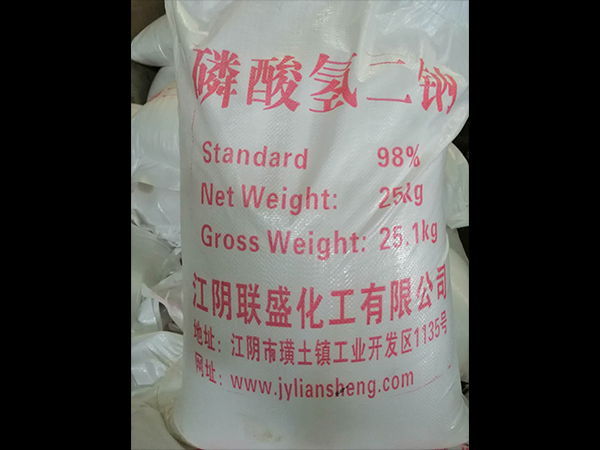 磷酸氢二钠
Standard 98%
Net Weight: 25kg
Gross Weight: 25.1kg
江阴联盛化工有限公司
地址：江阴市璜土镇工业开发区1135号
网址：www.jyliansheng.com